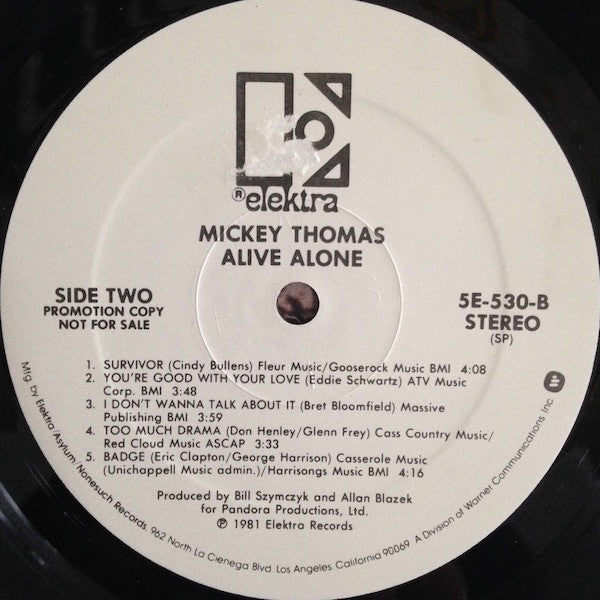 ® elektra
MICKEY THOMAS
ALIVE ALONE
SIDE TWO
PROMOTION COPY
NOT FOR SALE
5E-530-B
STEREO
(SP)
1. SURVIVOR (Cindy Bullens) Fleur Music/Gooserock Music BMI 4:08
2. YOU'RE GOOD WITH YOUR LOVE (Eddie Schwartz) ATV Music
Corp. BMI 3:48
3. I DON'T WANNA TALK ABOUT IT (Bret Bloomfield) Massive
Publishing BMI 3:59
4. TOO MUCH DRAMA (Don Henley/Glenn Frey) Cass Country Music/
Red Cloud Music ASCAP 3:33
5. BADGE (Eric Clapton/George Harrison) Casserole Music
(Unichappell Music admin.)/Harrisongs Music BMI 4:16
Produced by Bill Szymczyk and Allan Blazek
for Pandora Productions, Ltd.
℗ 1981 Elektra Records
Mfg. by Elektra/Asylum/Nonesuch Records, 962 North La Cienega Blvd. Los Angeles, California 90069 A Division of Warner Communications Inc.